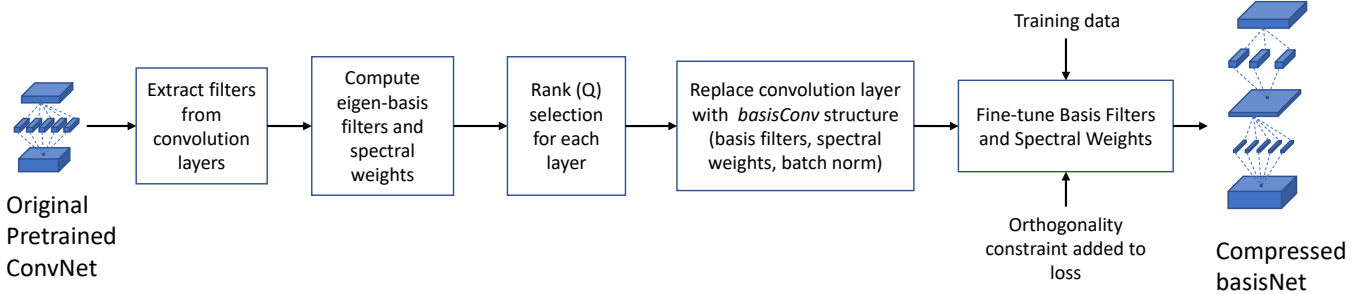 Original
Pretrained
ConvNet
Extract filters
from
convolution
layers
Compute
eigen-basis
filters and
spectral
weights
Rank (Q)
selection
for each
layer
Replace convolution layer
with basisConv structure
(basis filters, spectral
weights, batch norm)
Training data
Fine-tune Basis Filters
and Spectral Weights
Orthogonality
constraint added to
loss
Compressed
basisNet